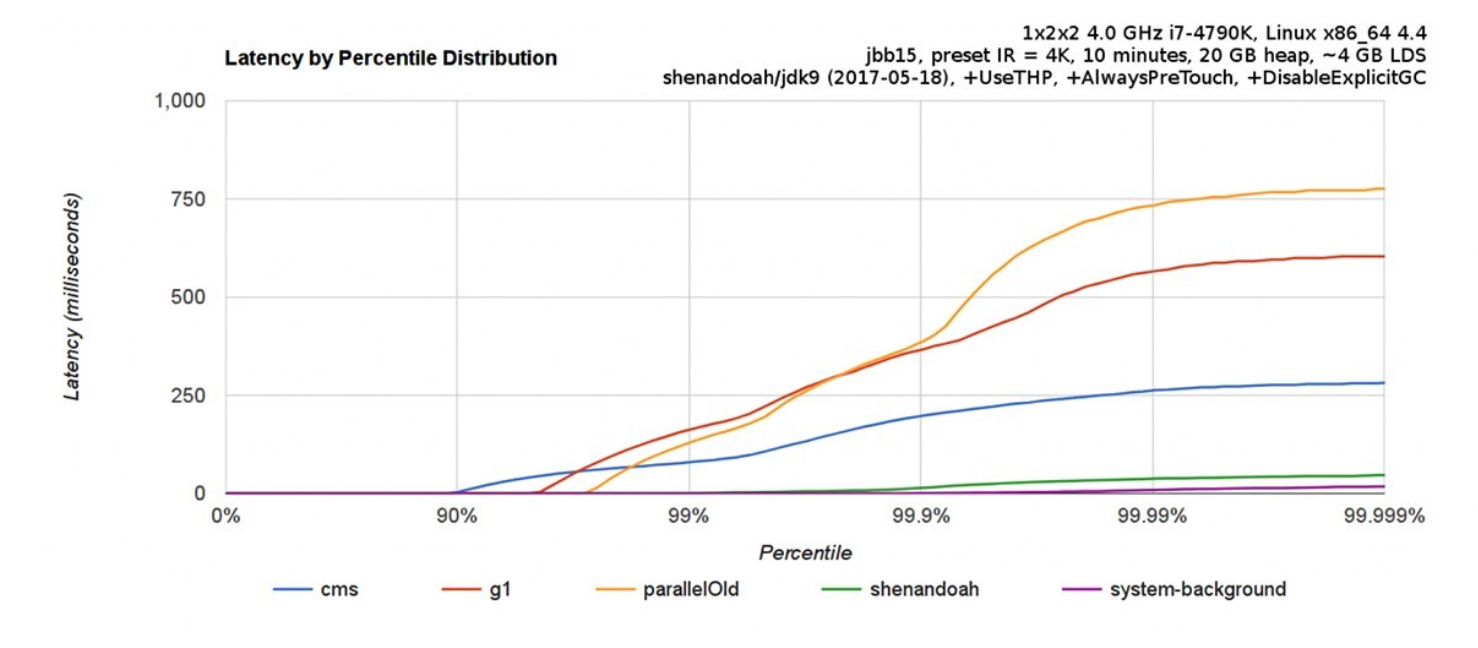 1x2x2 4.0 GHz i7-4790K, Linux x86_64 4.4
Latency by Percentile Distribution
jbb15, preset IR = 4K, 10 minutes, 20 GB heap, ~4 GB LDS
shenandoah/jdk9 (2017-05-18), +UseTHP, +AlwaysPreTouch, +DisableExplicitGC
1,000
750
500
250
0
Latency (milliseconds)
0% 90% 99% 99.9% 99.99% 99.999%
Percentile
cms g1 parallelOld shenandoah system-background